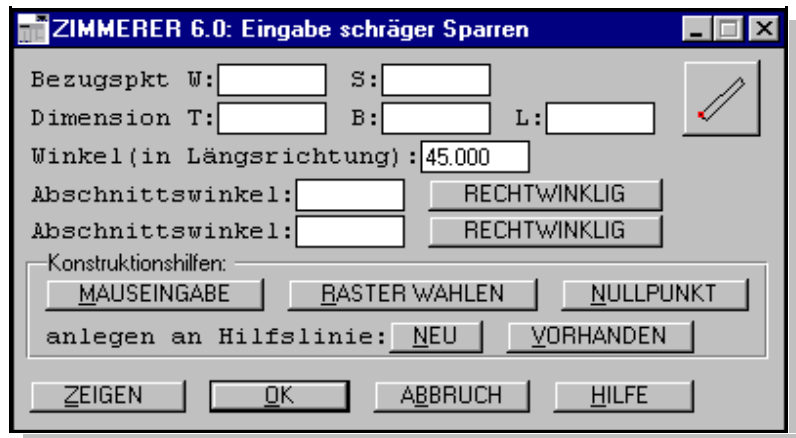 ZIMMERER 6.0: Eingabe schräger Sparren
Bezugspkt W: S:
Dimension T: B: L:
Winkel(in Längsrichtung): 45.000
Abschnittswinkel: RECHTWINKLIG
Abschnittswinkel: RECHTWINKLIG
Konstruktionshilfen:
MAUSEINGABE RASTER WAHLEN NULLPUNKT
anlegen an Hilfslinie: NEU VORHANDEN
ZEIGEN OK ABBRUCH HILFE